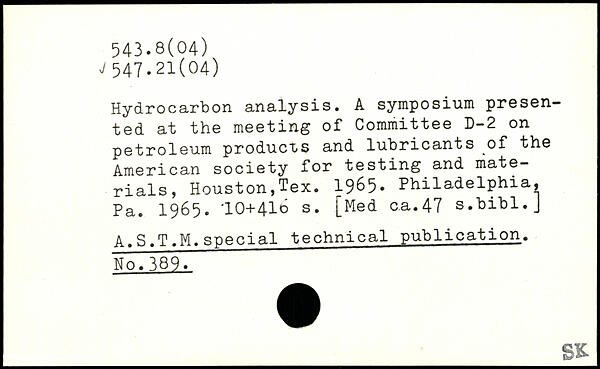 543.8(04)
√547.21(04)
Hydrocarbon analysis. A symposium presen-
ted at the meeting of Committee D-2 on
petroleum products and lubricants of the
American society for testing and mate-
rials, Houston,Tex. 1965. Philadelphia,
Pa. 1965. 10+416 s. [Med ca.47 s.bibl.]
A.S.T.M.special technical publication.
No.389.
SK